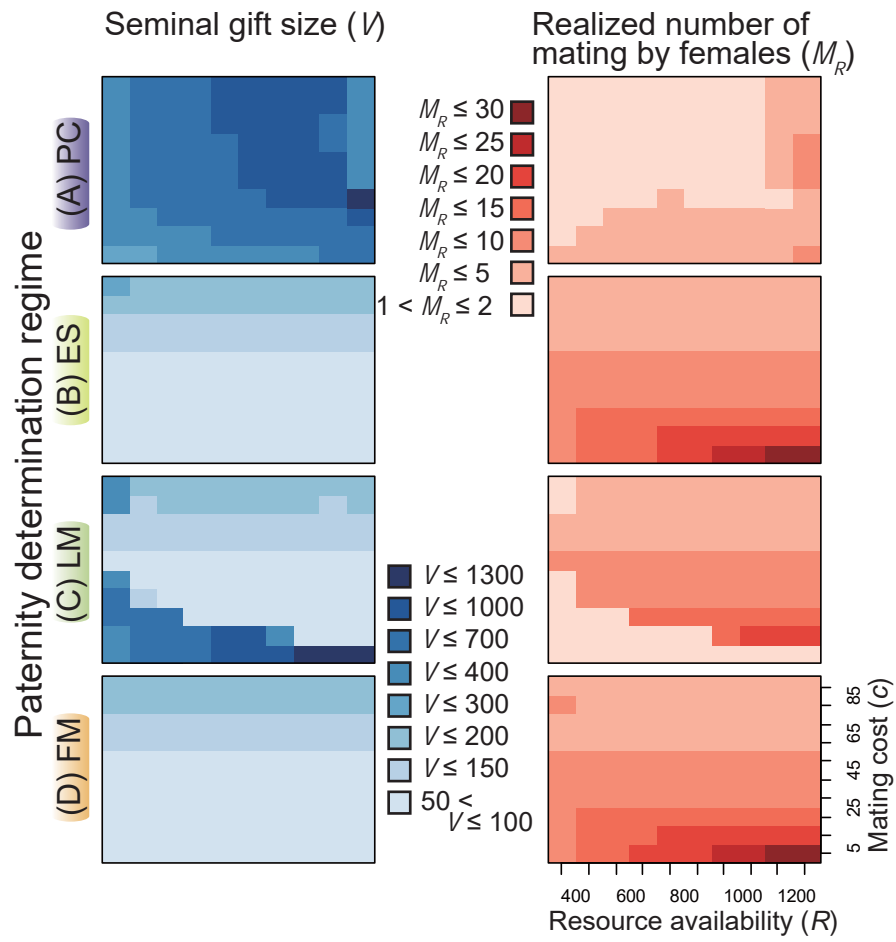 Seminal gift size (V)
Realized number of
mating by females (M_R)
Paternity determination regime
(A) PC
(B) ES
(C) LM
(D) FM
M_R ≤ 30
M_R ≤ 25
M_R ≤ 20
M_R ≤ 15
M_R ≤ 10
M_R ≤ 5
1 < M_R ≤ 2
V ≤ 1300
V ≤ 1000
V ≤ 700
V ≤ 400
V ≤ 300
V ≤ 200
V ≤ 150
50 <
V ≤ 100
5 25 45 65 85
Mating cost (c)
400 600 800 1000 1200
Resource availability (R)